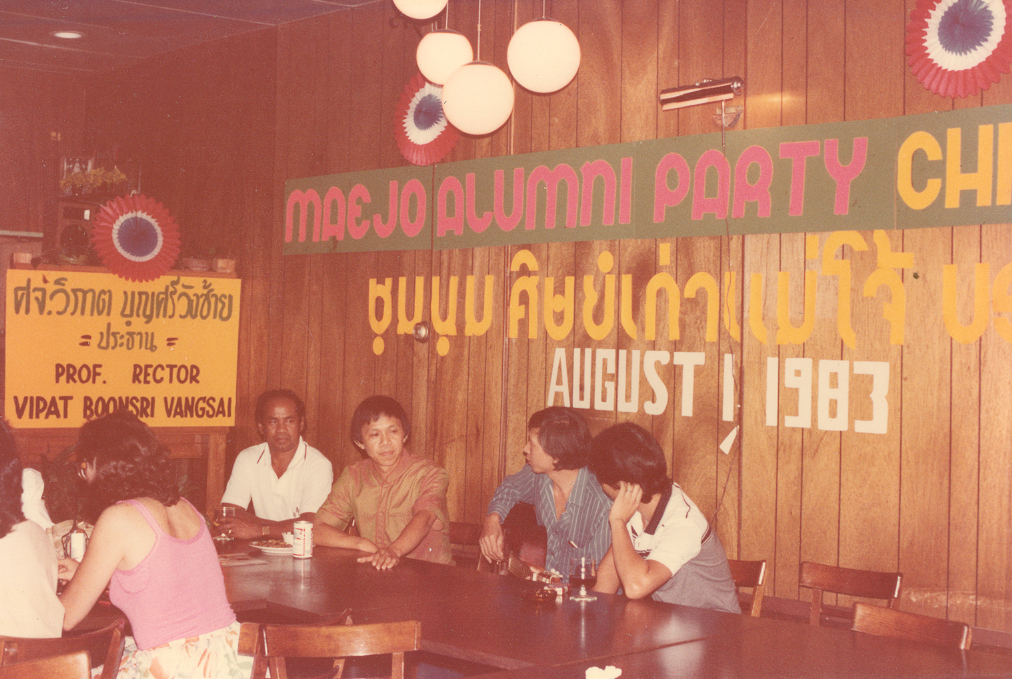 MAEJO ALUMNI PARTY CHI
ชุมนุม ศิษย์เก่าแม่โจ้
AUGUST 1 1983
ศจ.วิภาต บุญศรีวังซ้าย
= ประธาน =
PROF. RECTOR
VIPAT BOONSRI VANGSAI